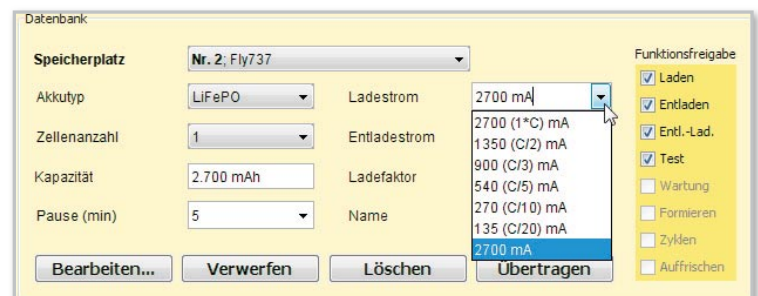 Datenbank
Speicherplatz Nr. 2; Fly737 Funktionsfreigabe
Akkutyp LiFePO Ladestrom 2700 mA Laden
Zellenanzahl 1 Entladestrom Entladen
Kapazität 2.700 mAh Ladefaktor Entl.-Lad.
Pause (min) 5 Name Test
2700 (1*C) mA
1350 (C/2) mA
900 (C/3) mA
540 (C/5) mA
270 (C/10) mA
135 (C/20) mA
2700 mA
Wartung
Formieren
Zyklen
Auffrischen
Bearbeiten... Verwerfen Löschen Übertragen